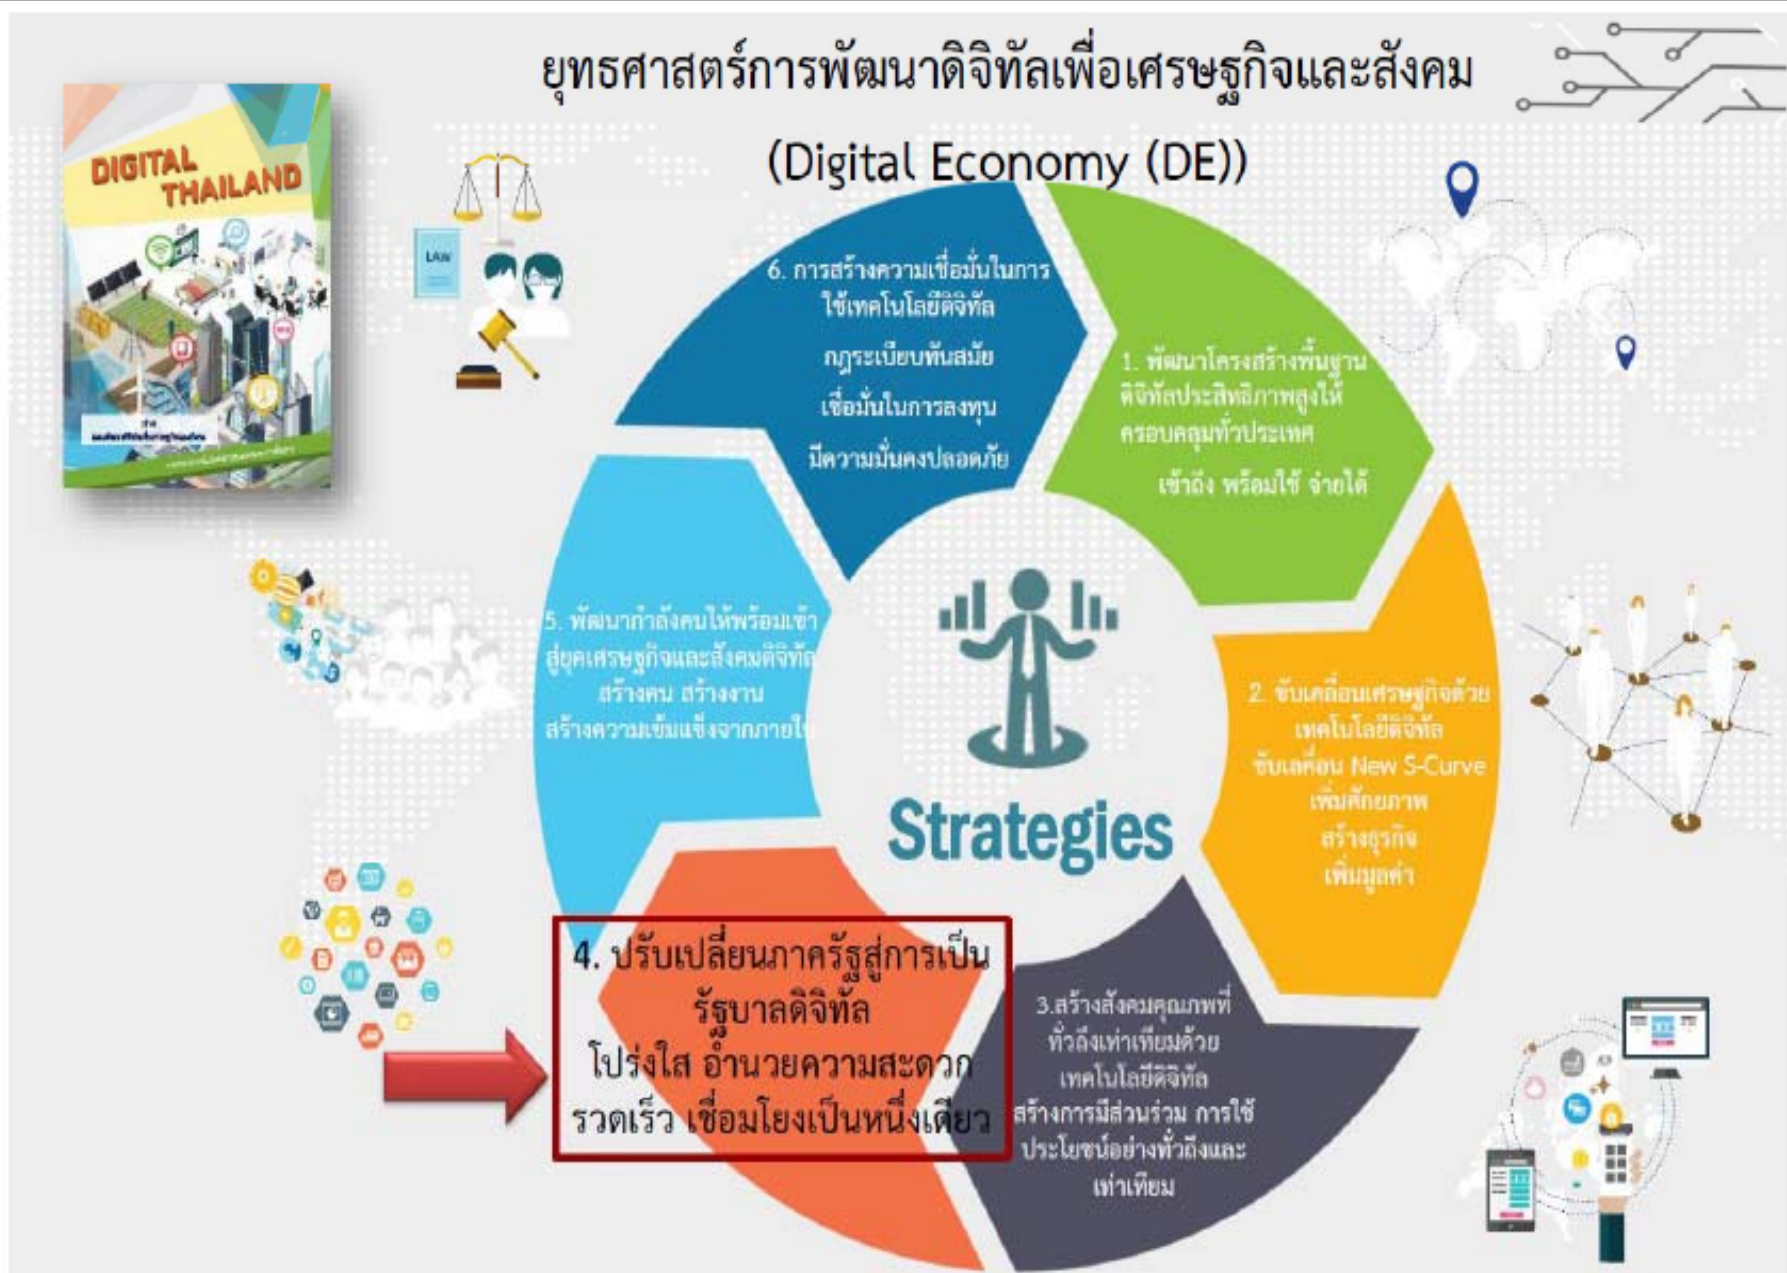 ยุทธศาสตร์การพัฒนาดิจิทัลเพื่อเศรษฐกิจและสังคม
(Digital Economy (DE))
DIGITAL
THAILAND
LAW
6. การสร้างความเชื่อมั่นในการ
ใช้เทคโนโลยีดิจิทัล
กฎระเบียบทันสมัย
เชื่อมั่นในการลงทุน
มีความมั่นคงปลอดภัย
1. พัฒนาโครงสร้างพื้นฐาน
ดิจิทัลประสิทธิภาพสูงให้
ครอบคลุมทั่วประเทศ
เข้าถึง พร้อมใช้ จ่ายได้
2. ขับเคลื่อนเศรษฐกิจด้วย
เทคโนโลยีดิจิทัล
ขับเคลื่อน New S-Curve
เพิ่มศักยภาพ
สร้างธุรกิจ
เพิ่มมูลค่า
3.สร้างสังคมคุณภาพที่
ทั่วถึงเท่าเทียมด้วย
เทคโนโลยีดิจิทัล
สร้างการมีส่วนร่วม การใช้
ประโยชน์อย่างทั่วถึงและ
เท่าเทียม
4. ปรับเปลี่ยนภาครัฐสู่การเป็น
รัฐบาลดิจิทัล
โปร่งใส อำนวยความสะดวก
รวดเร็ว เชื่อมโยงเป็นหนึ่งเดียว
5. พัฒนากำลังคนให้พร้อมเข้า
สู่ยุคเศรษฐกิจและสังคมดิจิทัล
สร้างคน สร้างงาน
สร้างความเข้มแข็งจากภายใน
Strategies